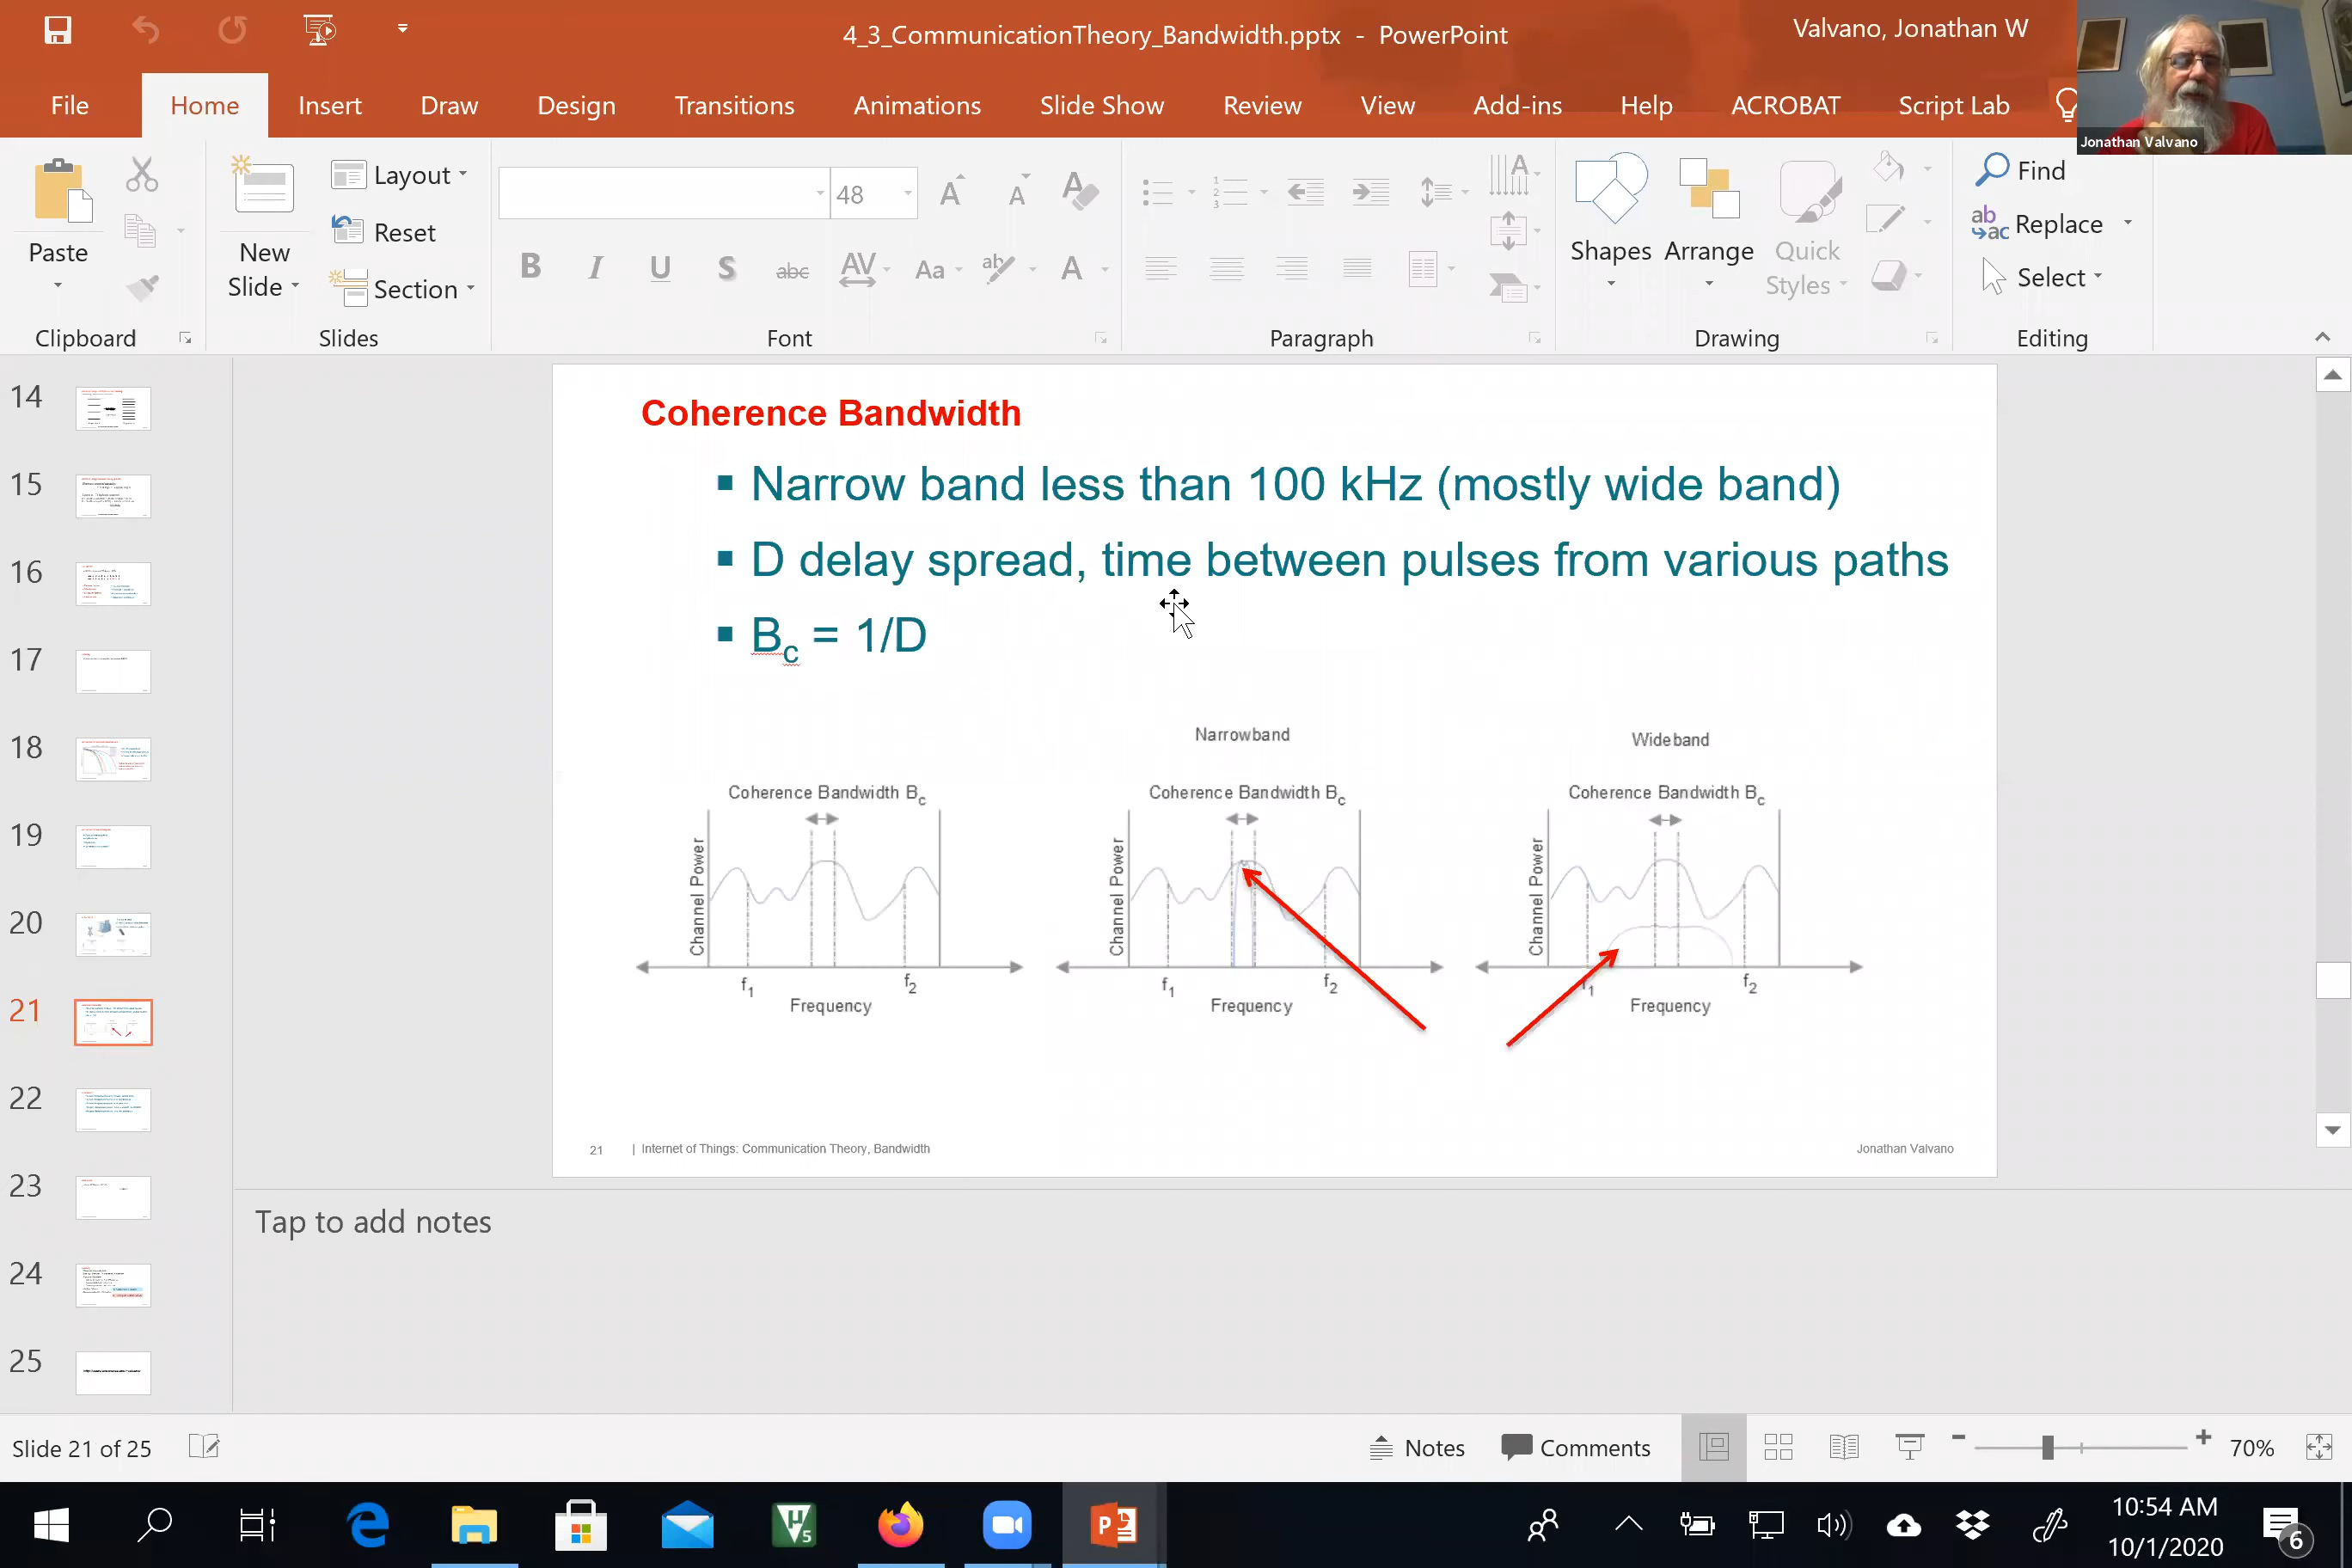 4_3_CommunicationTheory_Bandwidth.pptx - PowerPoint
Valvano, Jonathan W
File Home Insert Draw Design Transitions Animations Slide Show Review View Add-ins Help ACROBAT Script Lab
Jonathan Valvano
Paste
Clipboard
New
Slide
Layout
Reset
Section
Slides
48
B I U S abc AV Aa ab A
Font
Paragraph
Shapes Arrange Quick
Styles
Drawing
Find
Replace
Select
Editing
14
15
16
17
18
19
20
21
22
23
24
25
Coherence Bandwidth
▪ Narrow band less than 100 kHz (mostly wide band)
▪ D delay spread, time between pulses from various paths
▪ Bc = 1/D
Coherence Bandwidth Bc
Channel Power
f1 f2
Frequency
Narrowband
Coherence Bandwidth Bc
Channel Power
f1 f2
Frequency
Wideband
Coherence Bandwidth Bc
Channel Power
f1 f2
Frequency
21 | Internet of Things: Communication Theory, Bandwidth
Jonathan Valvano
Tap to add notes
Slide 21 of 25
Notes
Comments
70%
10:54 AM
10/1/2020
6